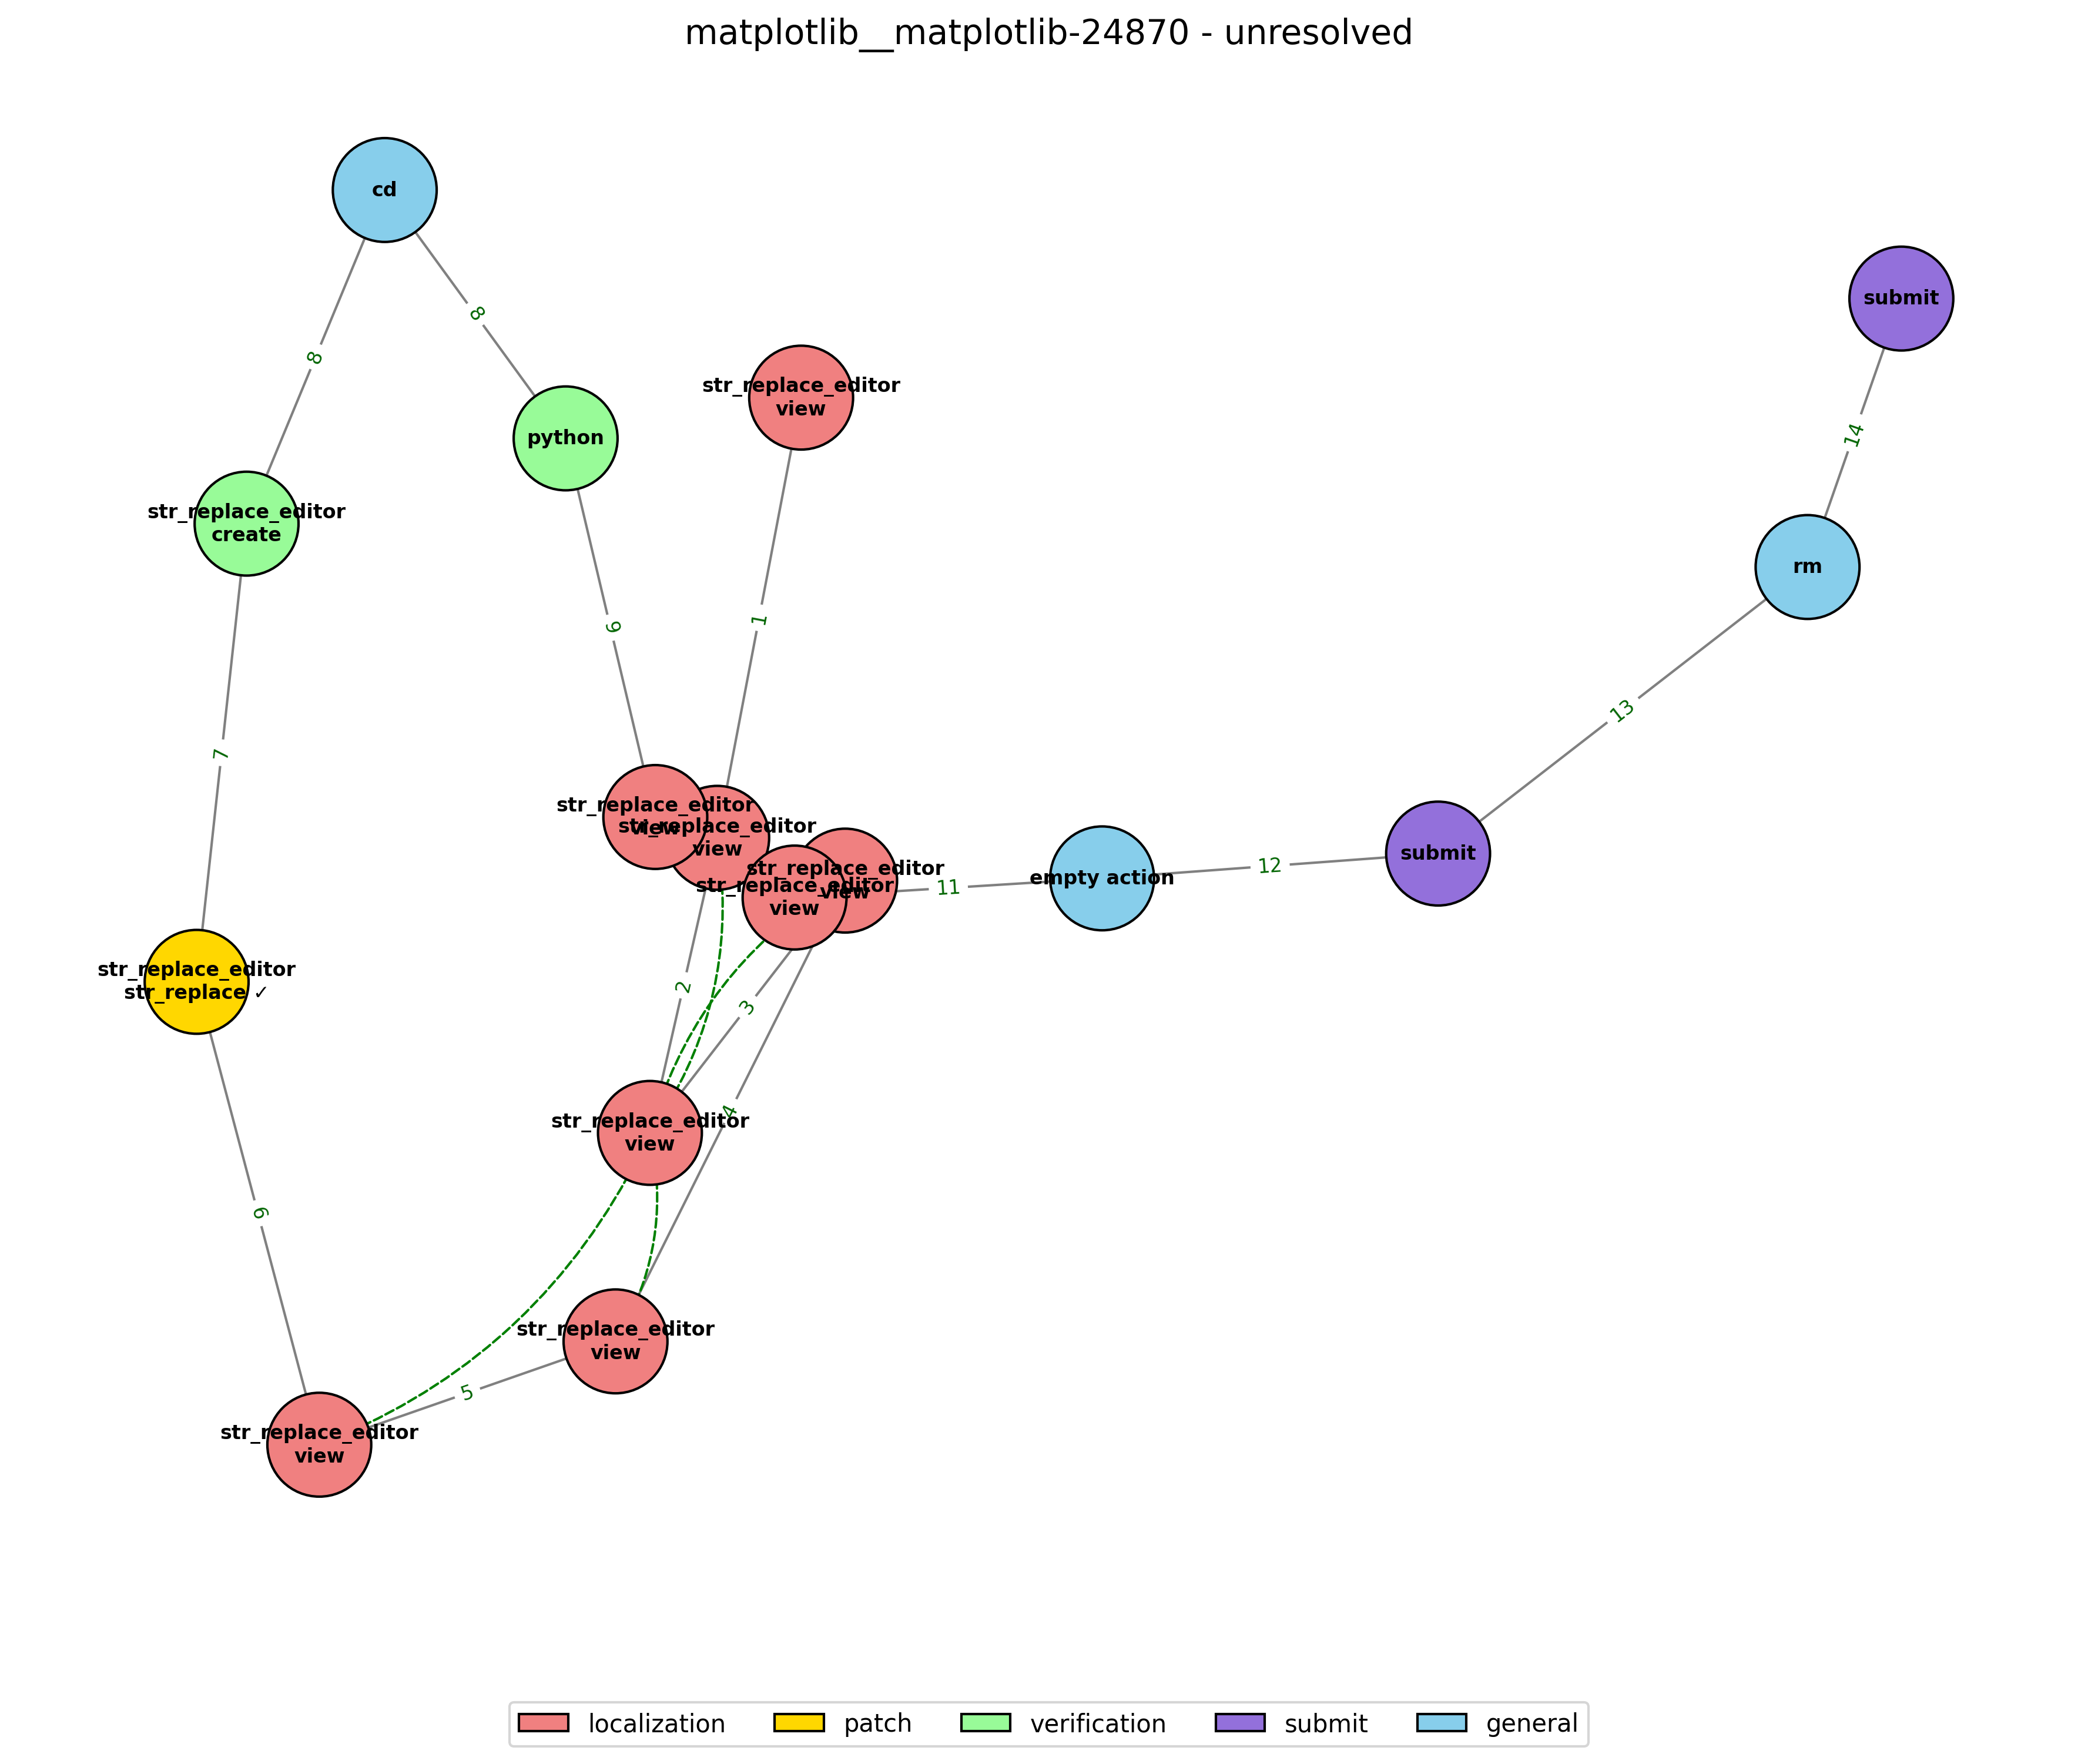 matplotlib__matplotlib-24870 - unresolved
cd
submit
8
8
str_replace_editor
view
14
python
str_replace_editor
create
rm
1
9
7
13
str_replace_editor
view
str_replace_editor
view
str_replace_editor
view
str_replace_editor
view
11
empty action
12
submit
str_replace_editor
str_replace ✓
2
3
4
str_replace_editor
view
6
str_replace_editor
view
5
str_replace_editor
view
localization
patch
verification
submit
general